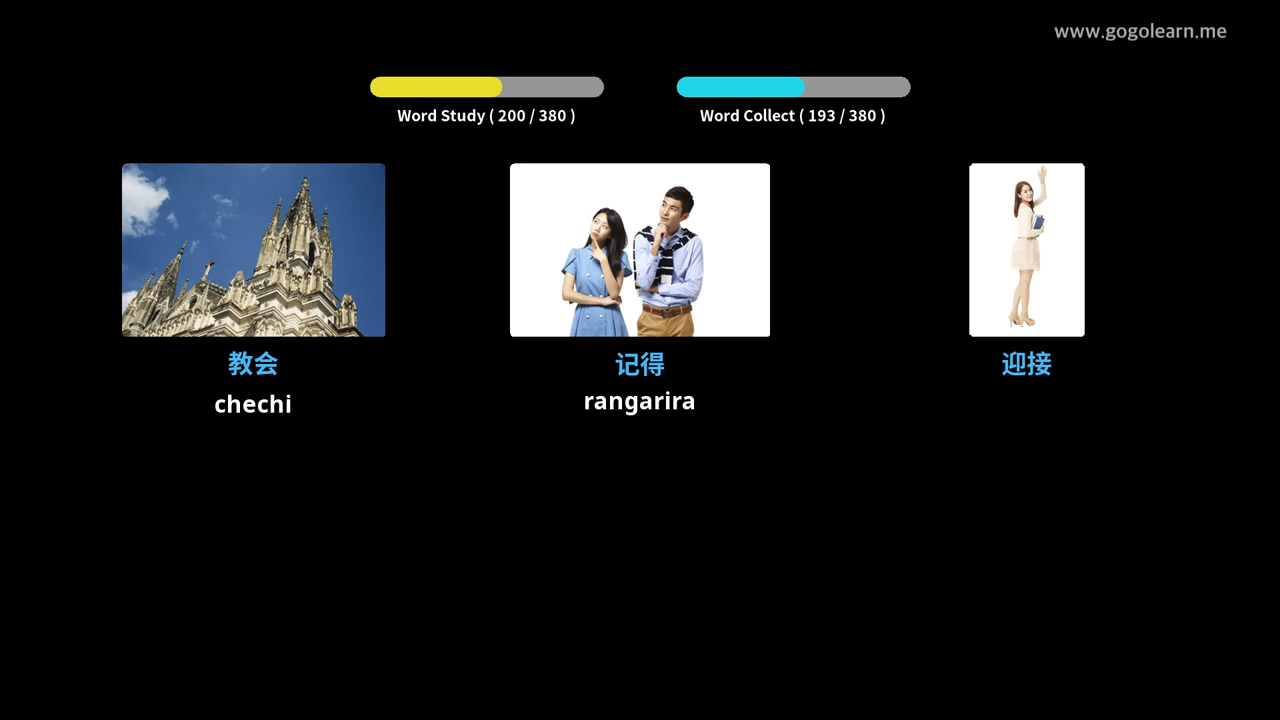 www.gogolearn.me
Word Study ( 200 / 380 )
Word Collect ( 193 / 380 )
教会
记得
迎接
chechi
rangarira